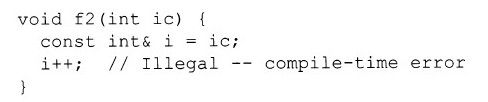 void f2(int ic) {
  const int& i = ic;
  i++;  // Illegal -- compile-time error
}